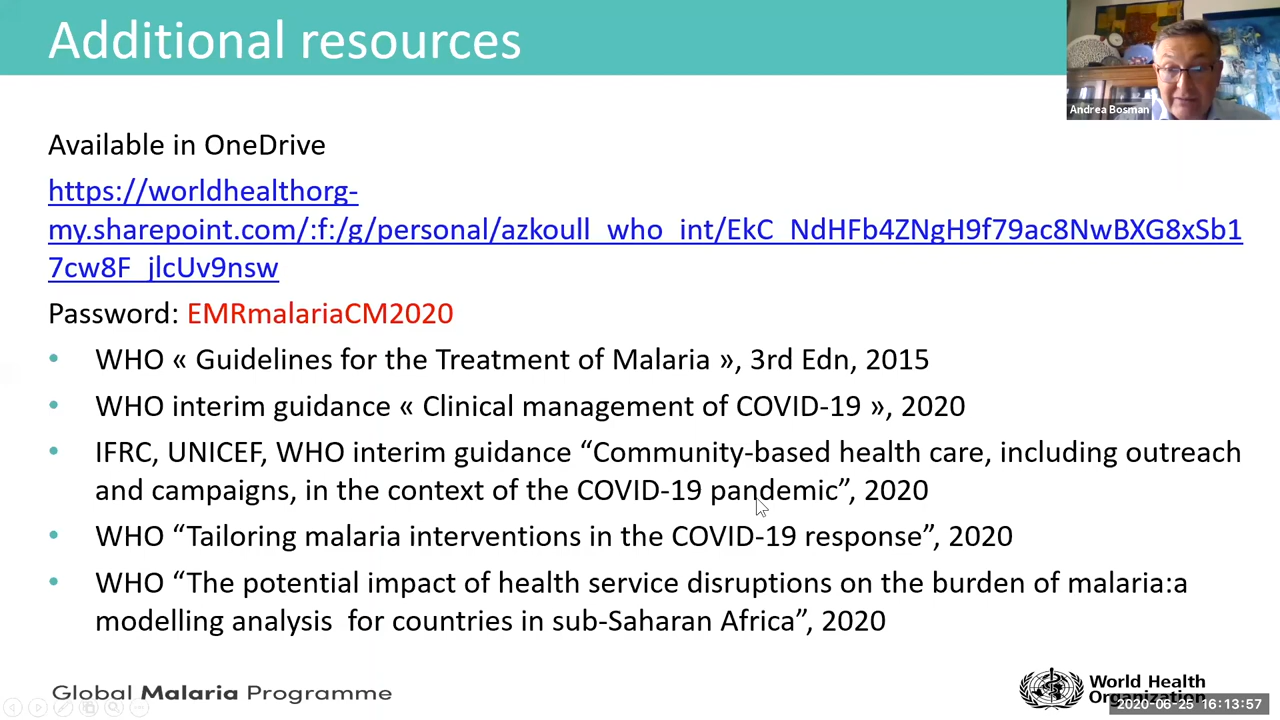 Additional resources
Andrea Bosman
Available in OneDrive
https://worldhealthorg-
my.sharepoint.com/:f:/g/personal/azkoull_who_int/EkC_NdHFb4ZNgH9f79ac8NwBXG8xSb1
7cw8F_jlcUv9nsw
Password: EMRmalariaCM2020
• WHO « Guidelines for the Treatment of Malaria », 3rd Edn, 2015
• WHO interim guidance « Clinical management of COVID-19 », 2020
• IFRC, UNICEF, WHO interim guidance “Community-based health care, including outreach
and campaigns, in the context of the COVID-19 pandemic”, 2020
• WHO “Tailoring malaria interventions in the COVID-19 response”, 2020
• WHO “The potential impact of health service disruptions on the burden of malaria:a
modelling analysis for countries in sub-Saharan Africa”, 2020
Global Malaria Programme
World Health
Organization
2020-06-25 16:13:57